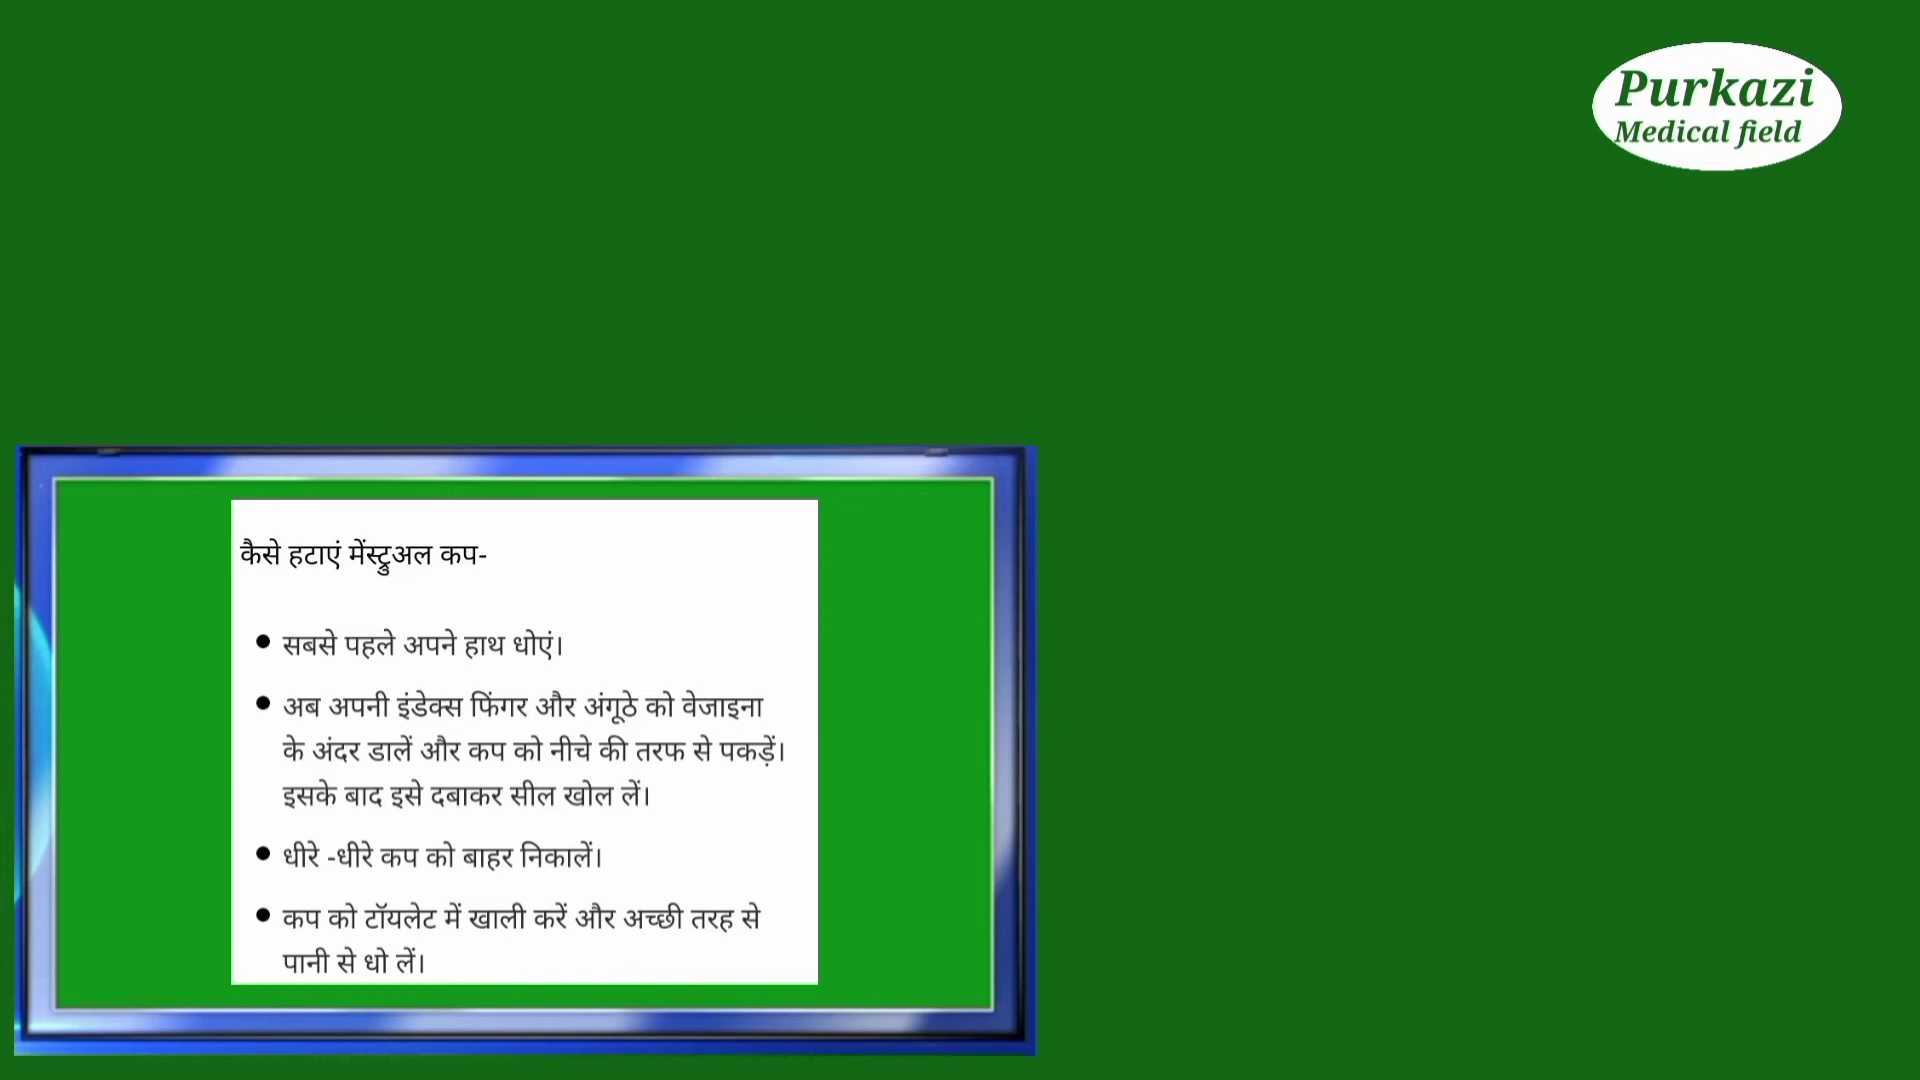 Purkazi
Medical field
कैसे हटाएं मेंस्ट्रुअल कप-
● सबसे पहले अपने हाथ धोएं।
● अब अपनी इंडेक्स फिंगर और अंगूठे को वेजाइना
के अंदर डालें और कप को नीचे की तरफ से पकड़ें।
इसके बाद इसे दबाकर सील खोल लें।
● धीरे -धीरे कप को बाहर निकालें।
● कप को टॉयलेट में खाली करें और अच्छी तरह से
पानी से धो लें।